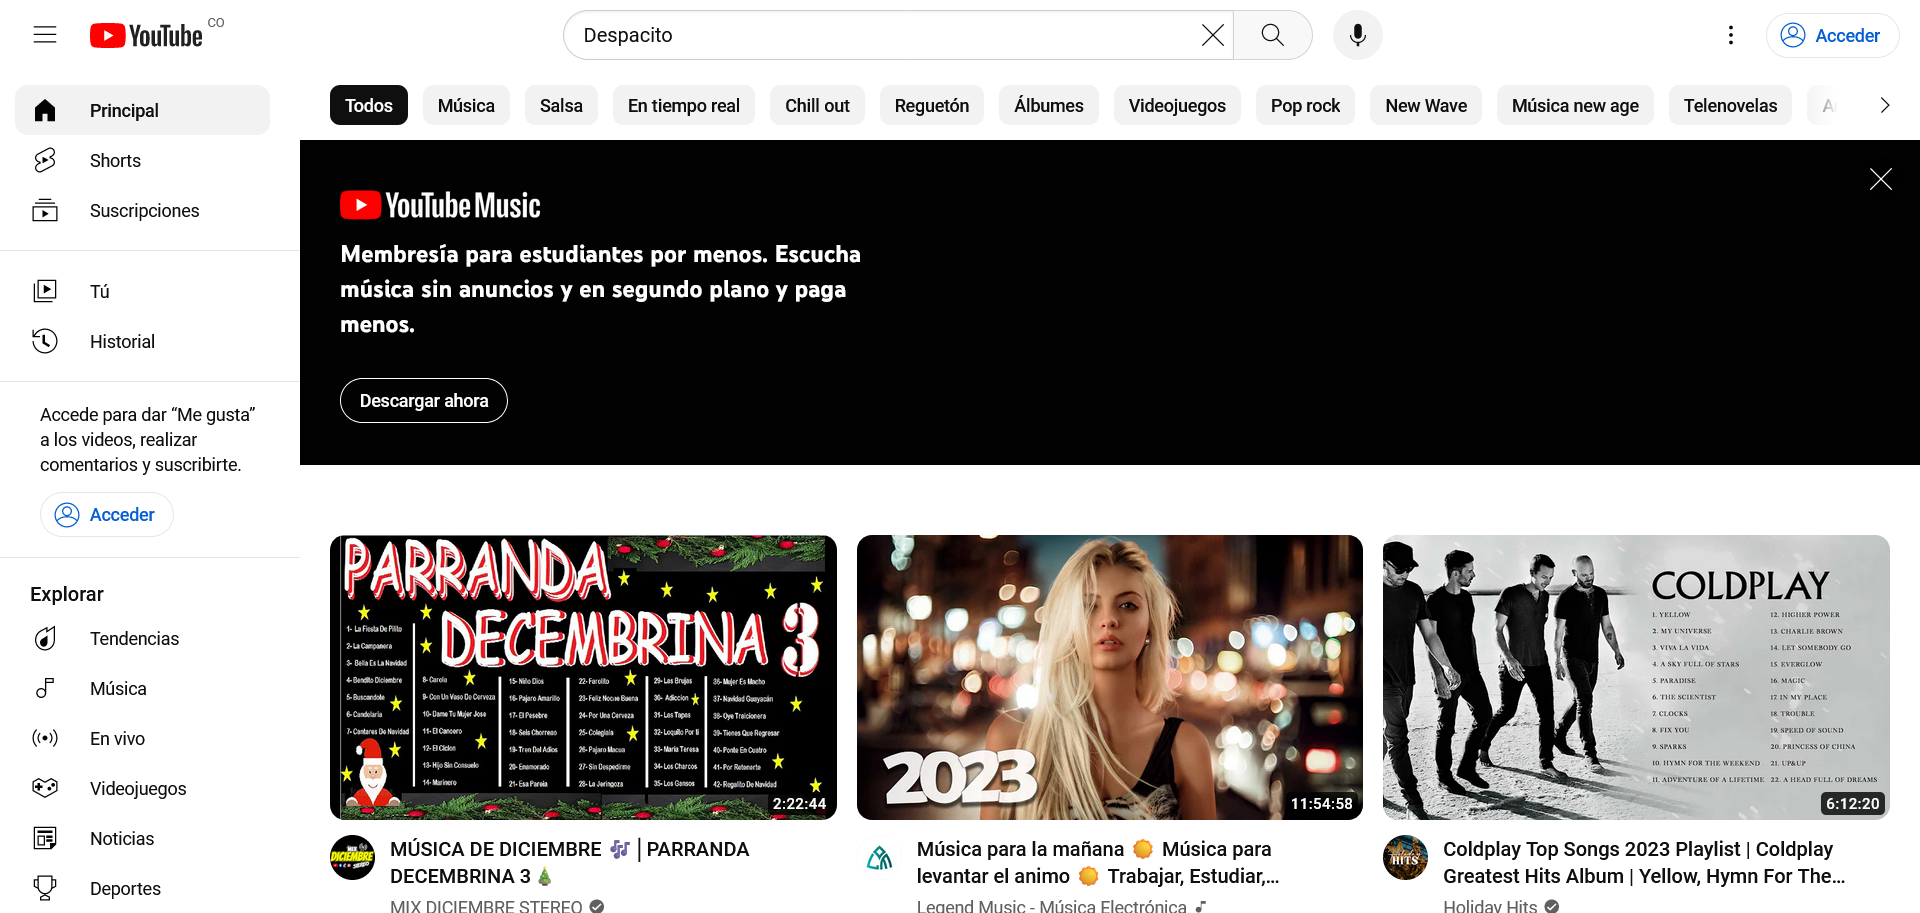 YouTube CO
Despacito
Acceder
Principal
Shorts
Suscripciones
Tú
Historial
Accede para dar “Me gusta”
a los videos, realizar
comentarios y suscribirte.
Acceder
Explorar
Tendencias
Música
En vivo
Videojuegos
Noticias
Deportes
Todos
Música
Salsa
En tiempo real
Chill out
Reguetón
Álbumes
Videojuegos
Pop rock
New Wave
Música new age
Telenovelas
YouTube Music
Membresía para estudiantes por menos. Escucha
música sin anuncios y en segundo plano y paga
menos.
Descargar ahora
PARRANDA
DECEMBRINA 3
1- La Fiesta De Pilito
2- La Campanera
3- Bella Es La Navidad
4- Bendito Diciembre
5- Buscandole
6- Candelaria
7- Cantares De Navidad
8- Carola
9- Con Un Vaso De Cerveza
10- Dame Tu Mujer Jose
11- El Cancero
12- El Ciclon
13- Hijo Sin Consuelo
14- Marinero
15- Niño Dios
16- Pajaro Amarillo
17- El Pesebre
18- Seis Chorreao
19- Tren Del Adios
20- Enamorado
21- Esa Pareja
22- Farolito
23- Feliz Noche Buena
24- Por Una Cerveza
25- Colegiala
26- Pajaro Macua
27- Sin Despedirme
28- La Jeringoza
29- Las Brujas
30- Adiccion
31- Las Tapas
32- Loquito Por ti
33- Maria Teresa
34- Los Charcos
35- Los Gansos
36- Mujer Es Macho
37- Navidad Guayacán
38- Oye Traicionera
39- Tienes Que Regresar
40- Ponte En Cuatro
41- Por Retonarte
42- Regalito De Navidad
2:22:44
MIX
DICIEMBRE
STEREO
MÚSICA DE DICIEMBRE 🎶 | PARRANDA
DECEMBRINA 3 🎄
MIX DICIEMBRE STEREO
2023
11:54:58
Música para la mañana 🌞 Música para
levantar el animo 🌞 Trabajar, Estudiar,...
Legend Music - Música Electrónica
COLDPLAY
1. YELLOW
2. MY UNIVERSE
3. VIVA LA VIDA
4. A SKY FULL OF STARS
5. PARADISE
6. THE SCIENTIST
7. CLOCKS
8. FIX YOU
9. SPARKS
10. HYMN FOR THE WEEKEND
11. ADVENTURE OF A LIFETIME
12. HIGHER POWER
13. CHARLIE BROWN
14. LET SOMEBODY GO
15. EVERGLOW
16. MAGIC
17. IN MY PLACE
18. TROUBLE
19. SPEED OF SOUND
20. PRINCESS OF CHINA
21. UP&UP
22. A HEAD FULL OF DREAMS
6:12:20
HITS
Coldplay Top Songs 2023 Playlist | Coldplay
Greatest Hits Album | Yellow, Hymn For The...
Holiday Hits